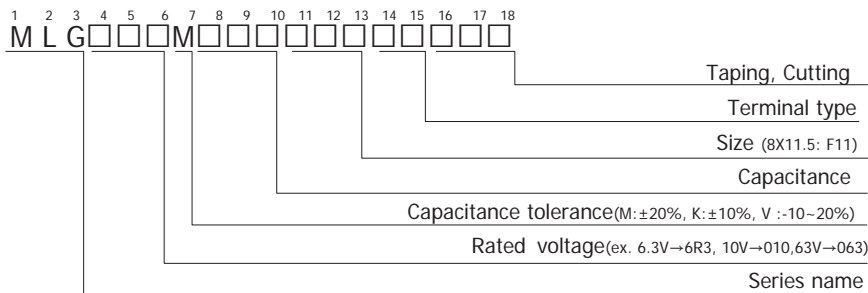 1 2 3 4 5 6 7 8 9 10 11 12 13 14 15 16 17 18
M L G□□□M□□□□□□□□□□□
Taping, Cutting
Terminal type
Size (8X11.5: F11)
Capacitance
Capacitance tolerance(M:±20%, K:±10%, V :-10~20%)
Rated voltage(ex. 6.3V→6R3, 10V→010,63V→063)
Series name